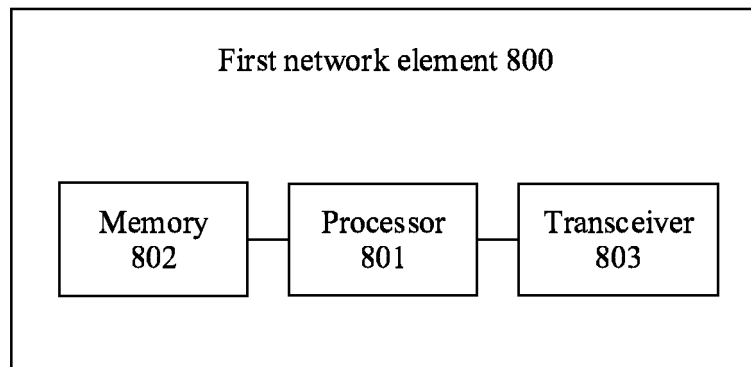 First network element 800
Memory
802
Processor
801
Transceiver
803